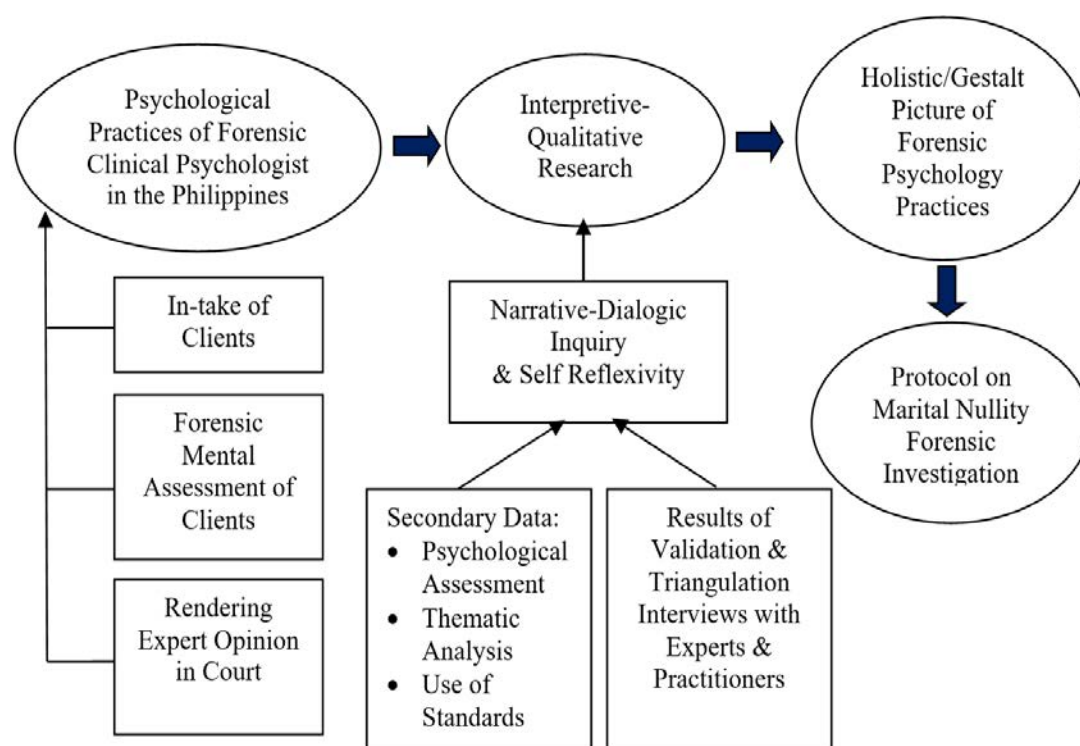 Psychological
Practices of Forensic
Clinical Psychologist
in the Philippines
Interpretive-
Qualitative
Research
Holistic/Gestalt
Picture of
Forensic
Psychology
Practices
In-take of
Clients
Forensic
Mental
Assessment of
Clients
Rendering
Expert Opinion
in Court
Narrative-Dialogic
Inquiry
& Self Reflexivity
Secondary Data:
• Psychological
Assessment
• Thematic
Analysis
• Use of
Standards
Results of
Validation &
Triangulation
Interviews with
Experts &
Practitioners
Protocol on
Marital Nullity
Forensic
Investigation